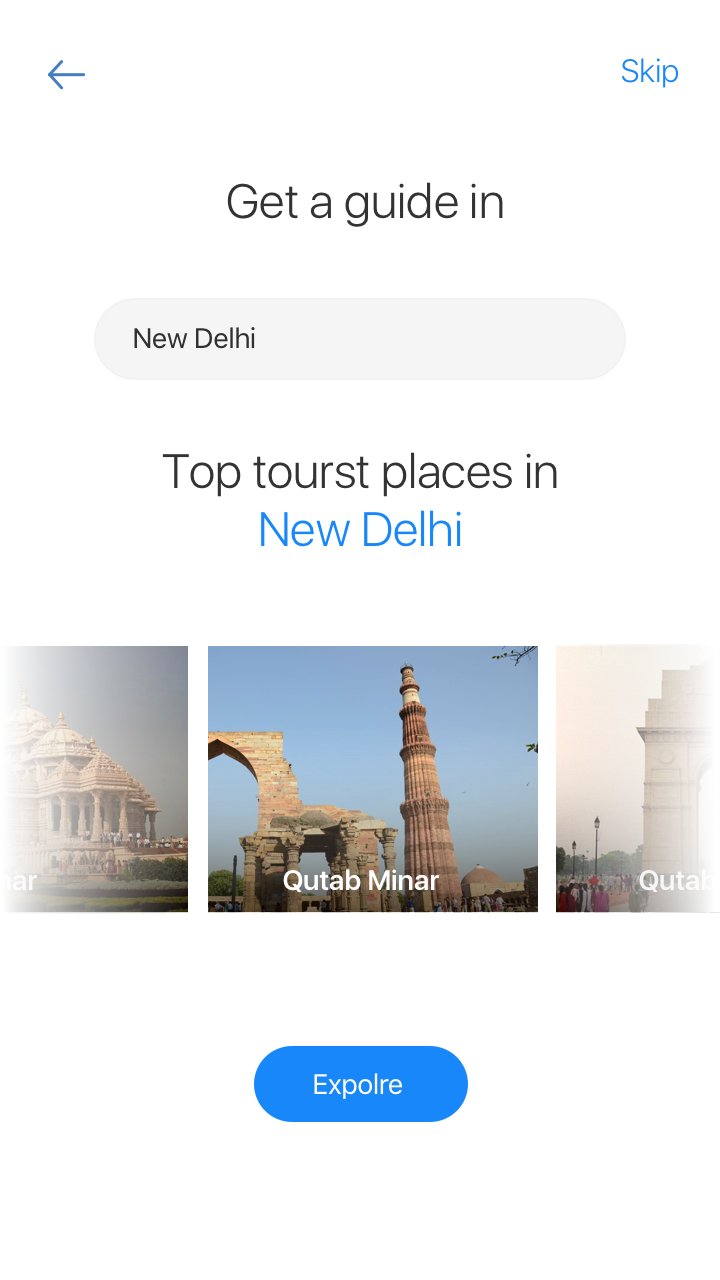 Skip
Get a guide in
New Delhi
Top tourst places in
New Delhi
nar
Qutab Minar
Qutab
Expolre